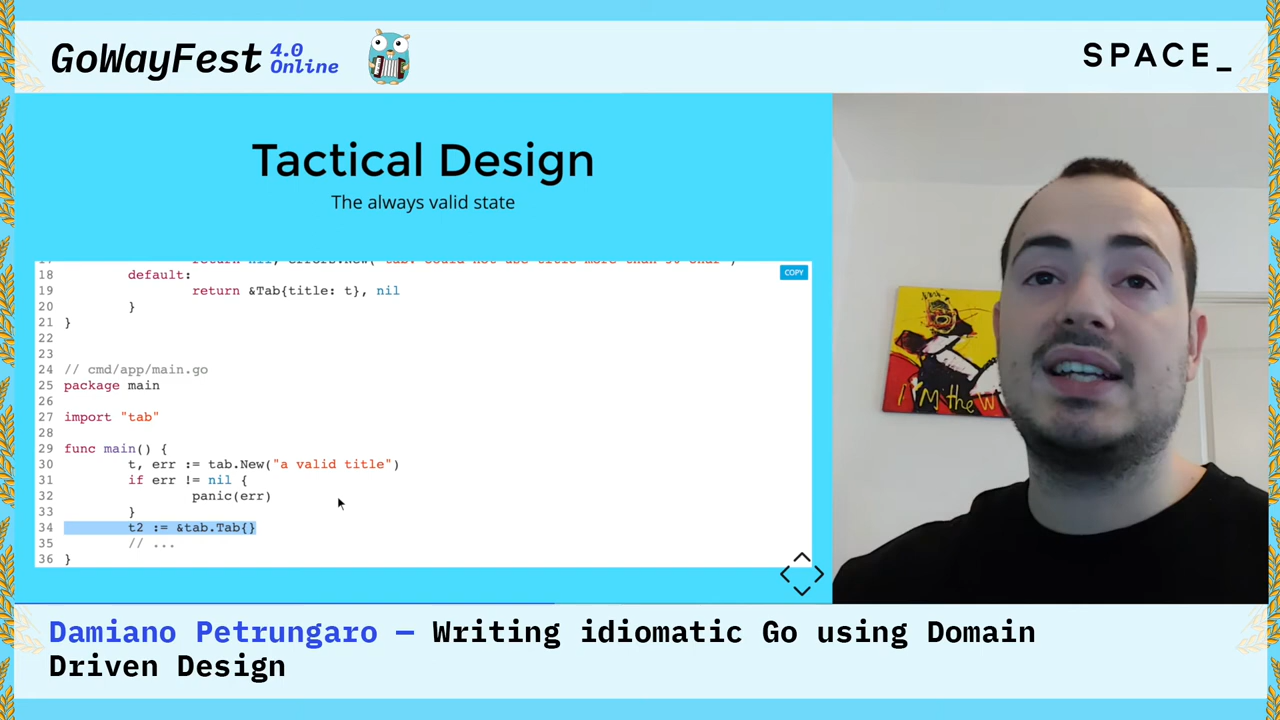 GoWayFest 4.0 Online
SPACE_
Tactical Design
The always valid state
COPY
18 default:
19 return &Tab{title: t}, nil
20 }
21 }
22
23
24 // cmd/app/main.go
25 package main
26
27 import "tab"
28
29 func main() {
30 t, err := tab.New("a valid title")
31 if err != nil {
32 panic(err)
33 }
34 t2 := &tab.Tab{}
35 // ...
36 }
I'M the W
Damiano Petrungaro — Writing idiomatic Go using Domain
Driven Design